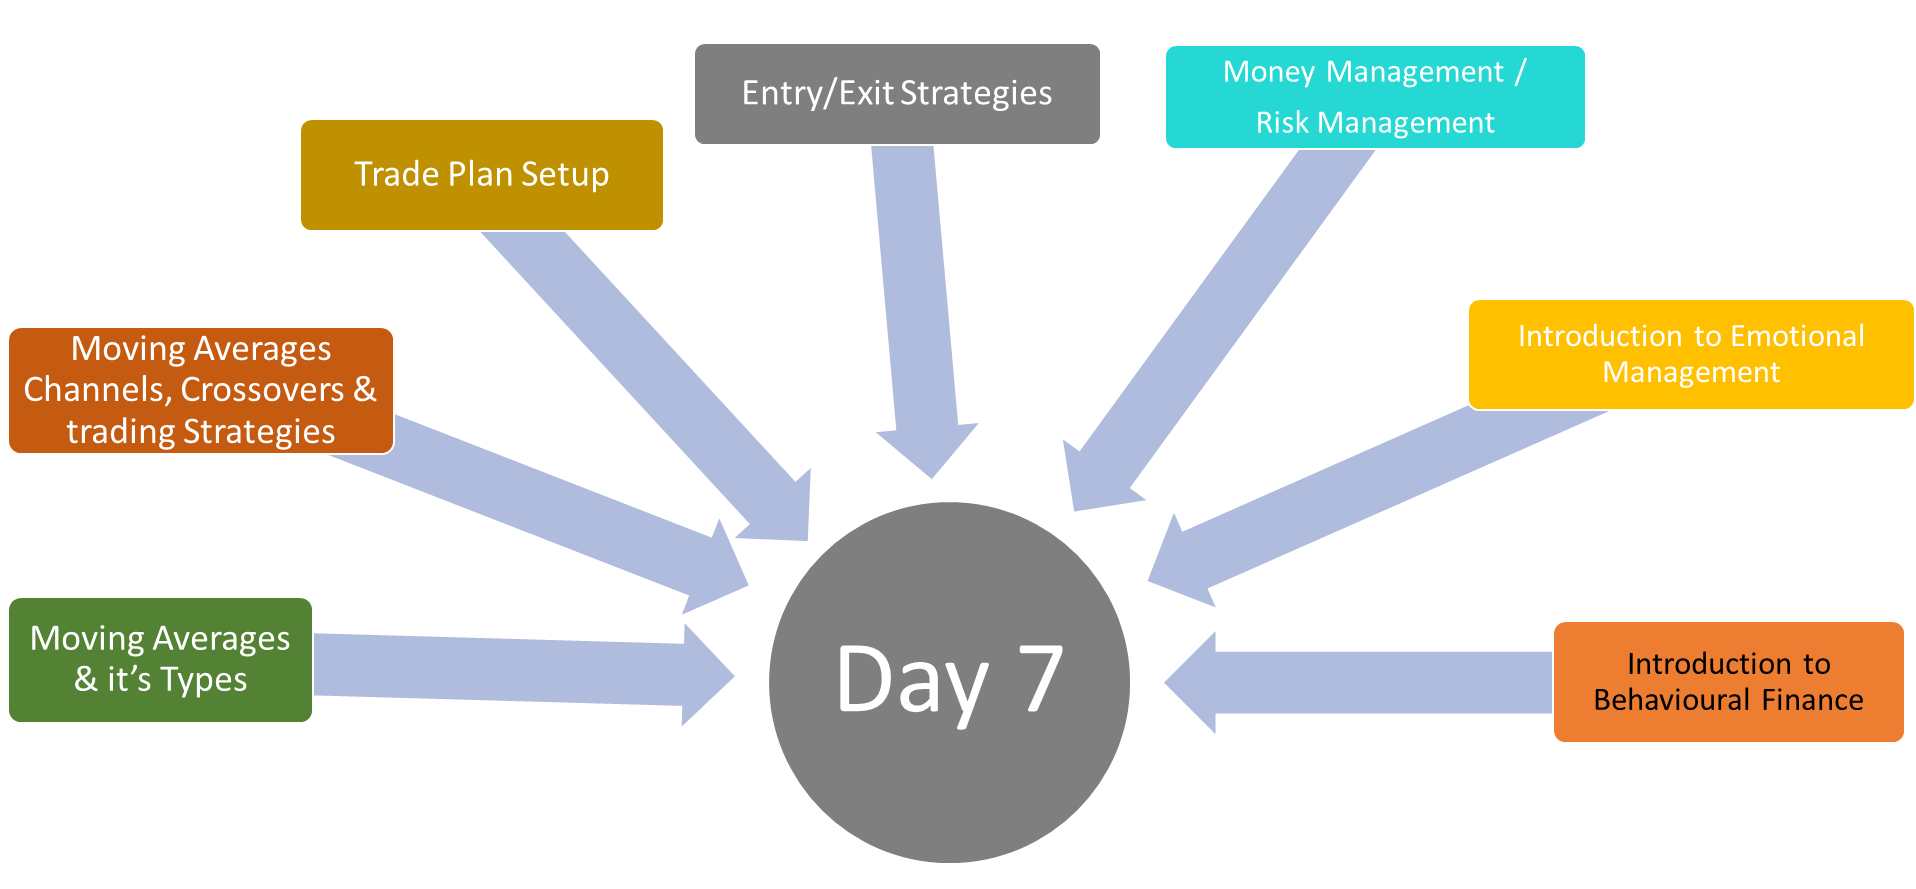 Entry/Exit Strategies
Money Management /
Risk Management
Trade Plan Setup
Moving Averages
Channels, Crossovers &
trading Strategies
Introduction to Emotional
Management
Moving Averages
& it’s Types
Day 7
Introduction to
Behavioural Finance